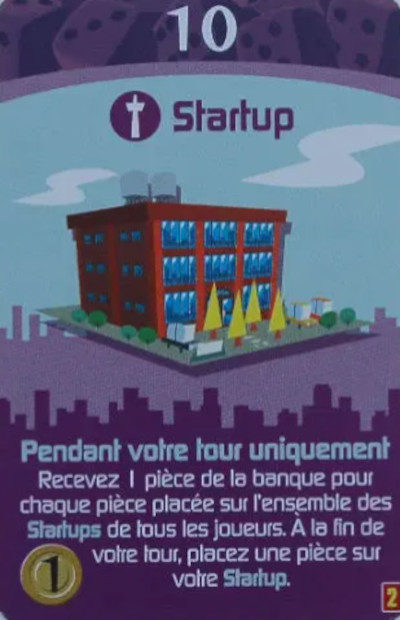 10
Startup
Pendant votre tour uniquement
Recevez 1 pièce de la banque pour
chaque pièce placée sur l'ensemble des
Startups de tous les joueurs. À la fin de
votre tour, placez une pièce sur
votre Startup.
1
2